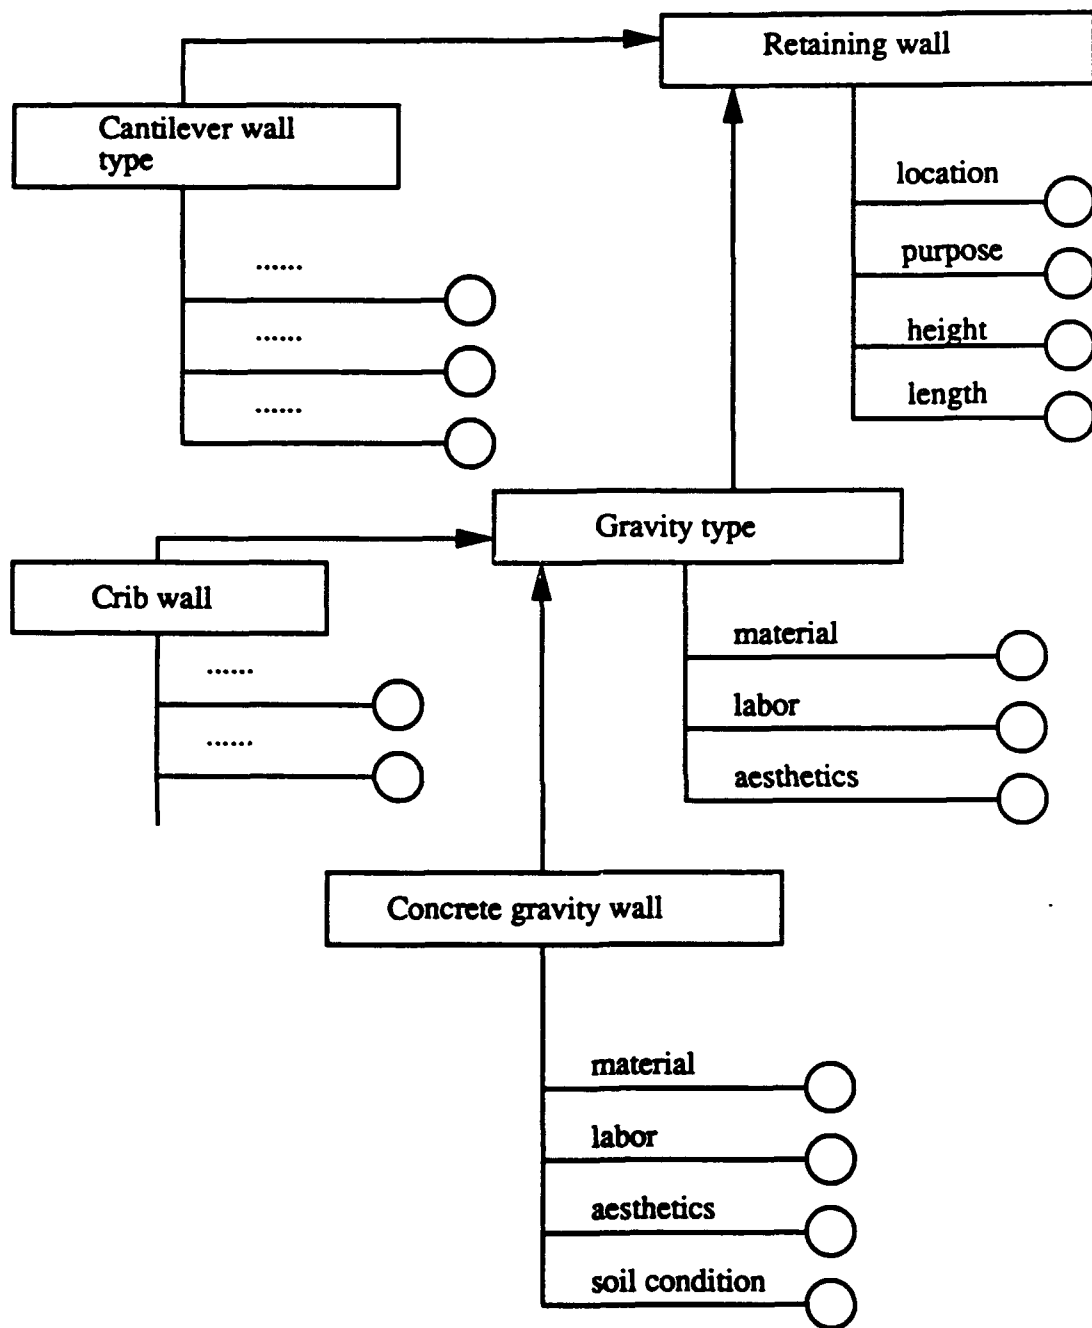 Retaining wall
Cantilever wall
type
location
purpose
height
length
......
......
......
Gravity type
Crib wall
......
......
material
labor
aesthetics
Concrete gravity wall
material
labor
aesthetics
soil condition